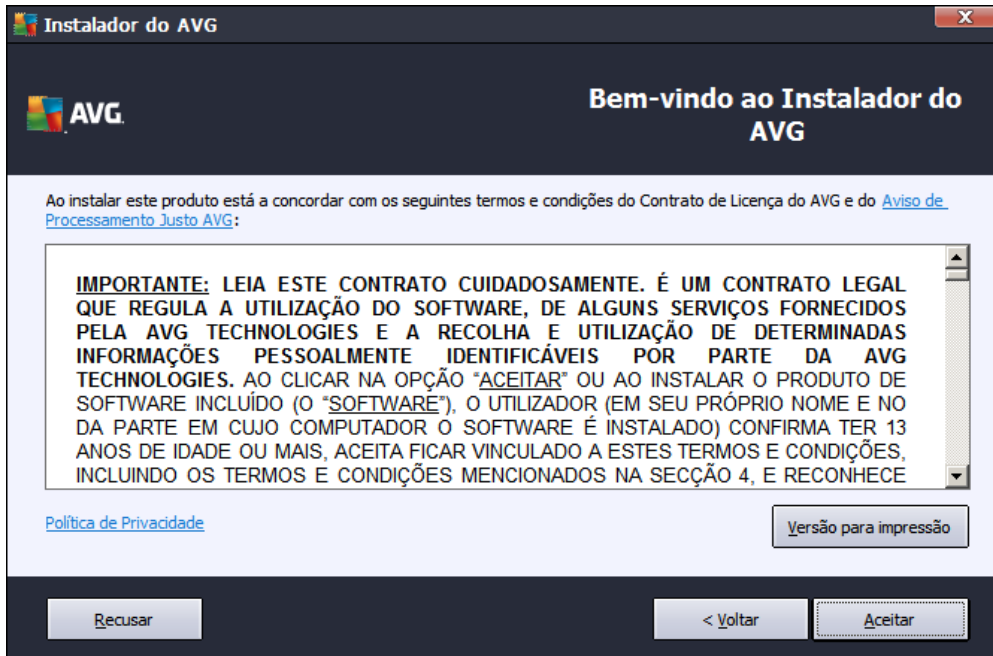 Instalador do AVG
AVG.
Bem-vindo ao Instalador do
AVG
Ao instalar este produto está a concordar com os seguintes termos e condições do Contrato de Licença do AVG e do Aviso de
Processamento Justo AVG:
IMPORTANTE: LEIA ESTE CONTRATO CUIDADOSAMENTE. É UM CONTRATO LEGAL
QUE REGULA A UTILIZAÇÃO DO SOFTWARE, DE ALGUNS SERVIÇOS FORNECIDOS
PELA AVG TECHNOLOGIES E A RECOLHA E UTILIZAÇÃO DE DETERMINADAS
INFORMAÇÕES PESSOALMENTE IDENTIFICÁVEIS POR PARTE DA AVG
TECHNOLOGIES. AO CLICAR NA OPÇÃO “ACEITAR” OU AO INSTALAR O PRODUTO DE
SOFTWARE INCLUÍDO (O “SOFTWARE”), O UTILIZADOR (EM SEU PRÓPRIO NOME E NO
DA PARTE EM CUJO COMPUTADOR O SOFTWARE É INSTALADO) CONFIRMA TER 13
ANOS DE IDADE OU MAIS, ACEITA FICAR VINCULADO A ESTES TERMOS E CONDIÇÕES,
INCLUINDO OS TERMOS E CONDIÇÕES MENCIONADOS NA SECÇÃO 4, E RECONHECE
Política de Privacidade
Versão para impressão
Recusar
< Voltar
Aceitar